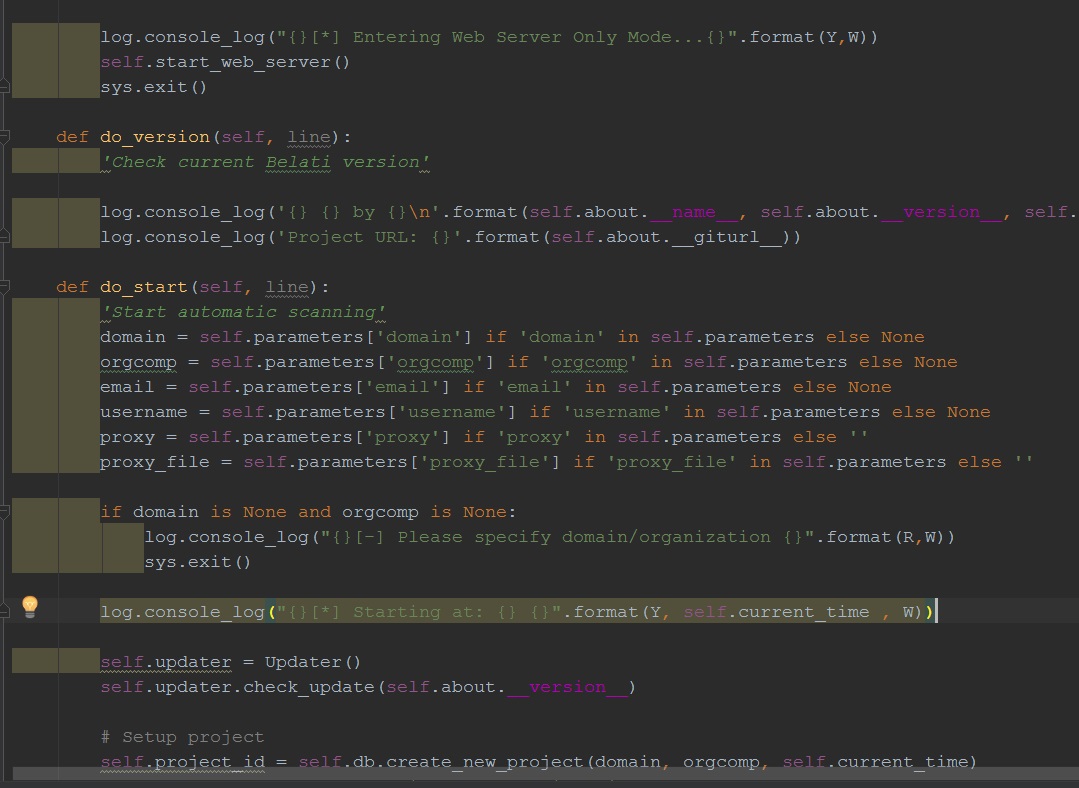 log.console_log("{}[*] Entering Web Server Only Mode...{}".format(Y,W))
self.start_web_server()
sys.exit()
def do_version(self, line):
'Check current Belati version'
log.console_log('{} {} by {}\n'.format(self.about.__name__, self.about.__version__, self.
log.console_log('Project URL: {}'.format(self.about.__giturl__))
def do_start(self, line):
'Start automatic scanning'
domain = self.parameters['domain'] if 'domain' in self.parameters else None
orgcomp = self.parameters['orgcomp'] if 'orgcomp' in self.parameters else None
email = self.parameters['email'] if 'email' in self.parameters else None
username = self.parameters['username'] if 'username' in self.parameters else None
proxy = self.parameters['proxy'] if 'proxy' in self.parameters else ''
proxy_file = self.parameters['proxy_file'] if 'proxy_file' in self.parameters else ''
if domain is None and orgcomp is None:
log.console_log("{}[-] Please specify domain/organization {}".format(R,W))
sys.exit()
log.console_log("{}[*] Starting at: {} {}".format(Y, self.current_time , W))
self.updater = Updater()
self.updater.check_update(self.about.__version__)
# Setup project
self.project_id = self.db.create_new_project(domain, orgcomp, self.current_time)